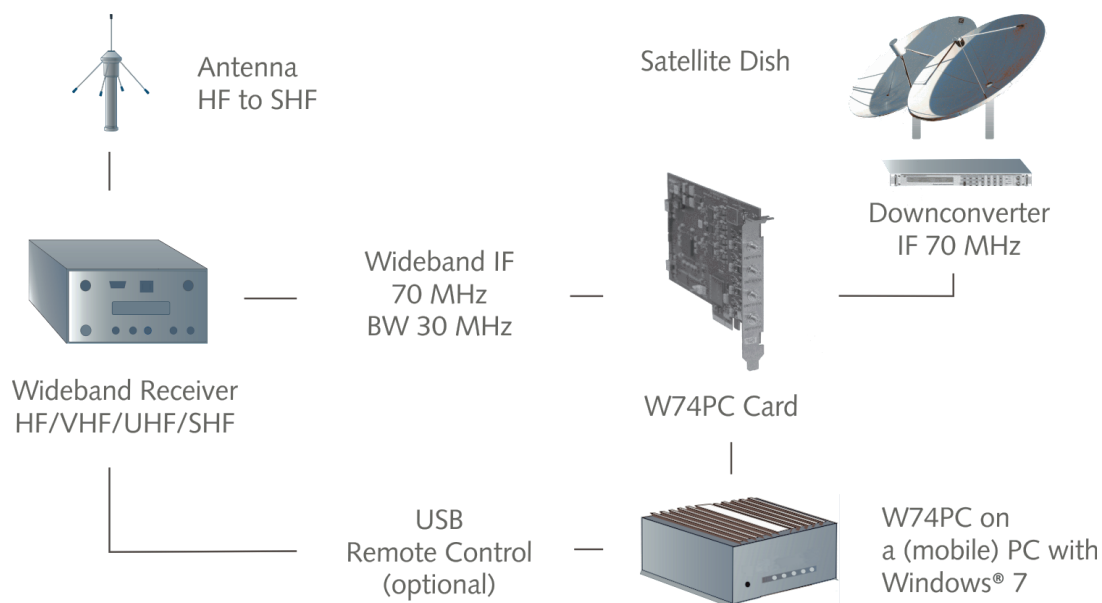 Antenna
HF to SHF
Satellite Dish
Downconverter
IF 70 MHz
Wideband IF
70 MHz
BW 30 MHz
Wideband Receiver
HF/VHF/UHF/SHF
W74PC Card
USB
Remote Control
(optional)
W74PC on
a (mobile) PC with
Windows® 7